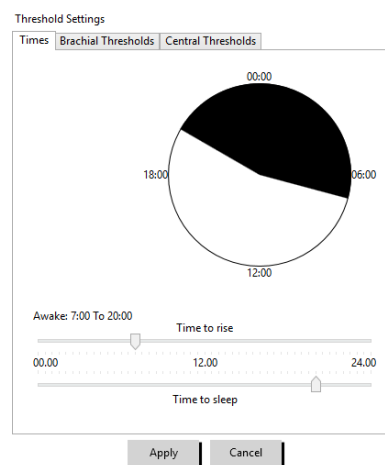 Threshold Settings
Times Brachial Thresholds Central Thresholds
00:00
18:00 06:00
12:00
Awake: 7:00 To 20:00
Time to rise
00.00 12.00 24.00
Time to sleep
Apply Cancel